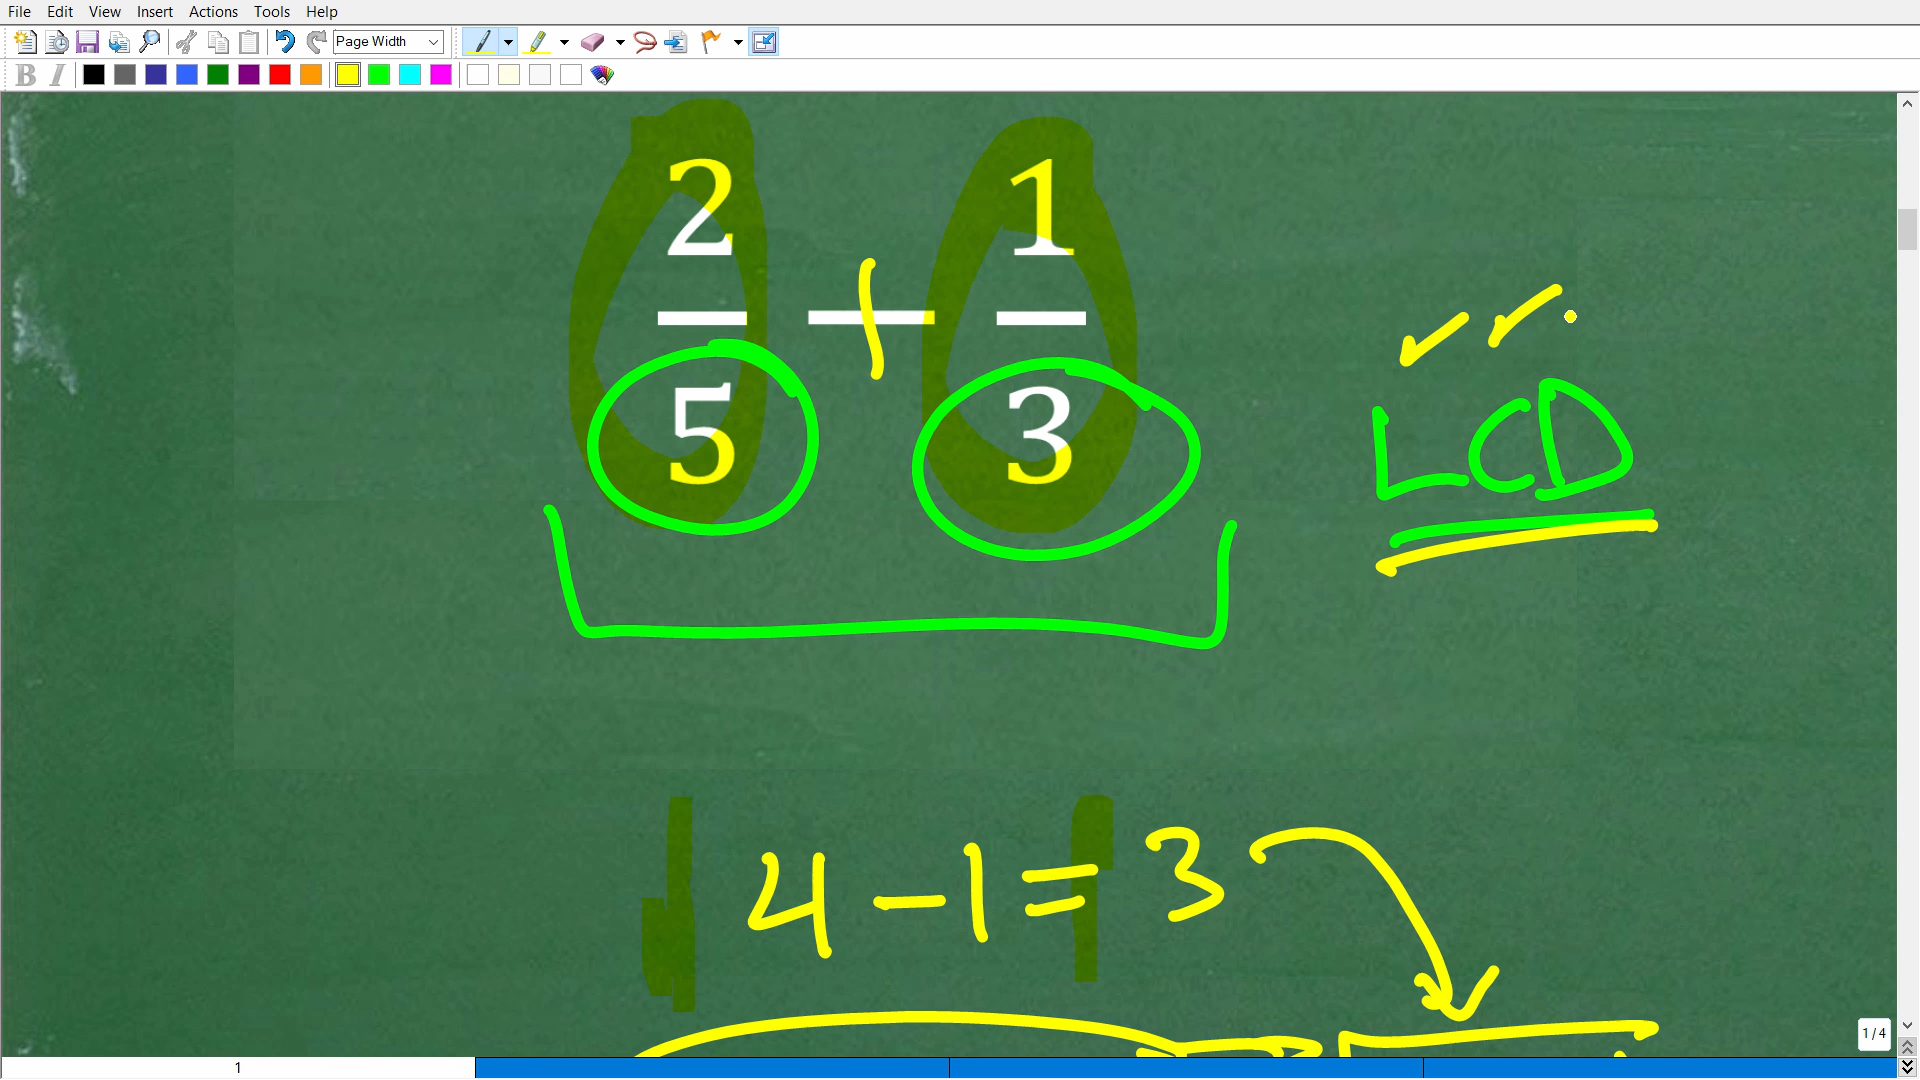 File Edit View Insert Actions Tools Help
Page Width
B I
2 1
+
5 3
LCD
4 - 1 = 3
1 / 4
1